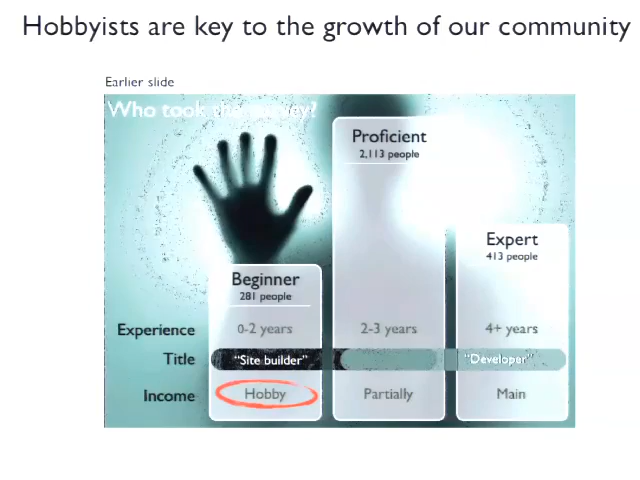 Hobbyists are key to the growth of our community
Earlier slide
Who took the survey?
Proficient
2,113 people
Expert
413 people
Beginner
281 people
Experience 0-2 years 2-3 years 4+ years
Title "Site builder" "Developer"
Income Hobby Partially Main